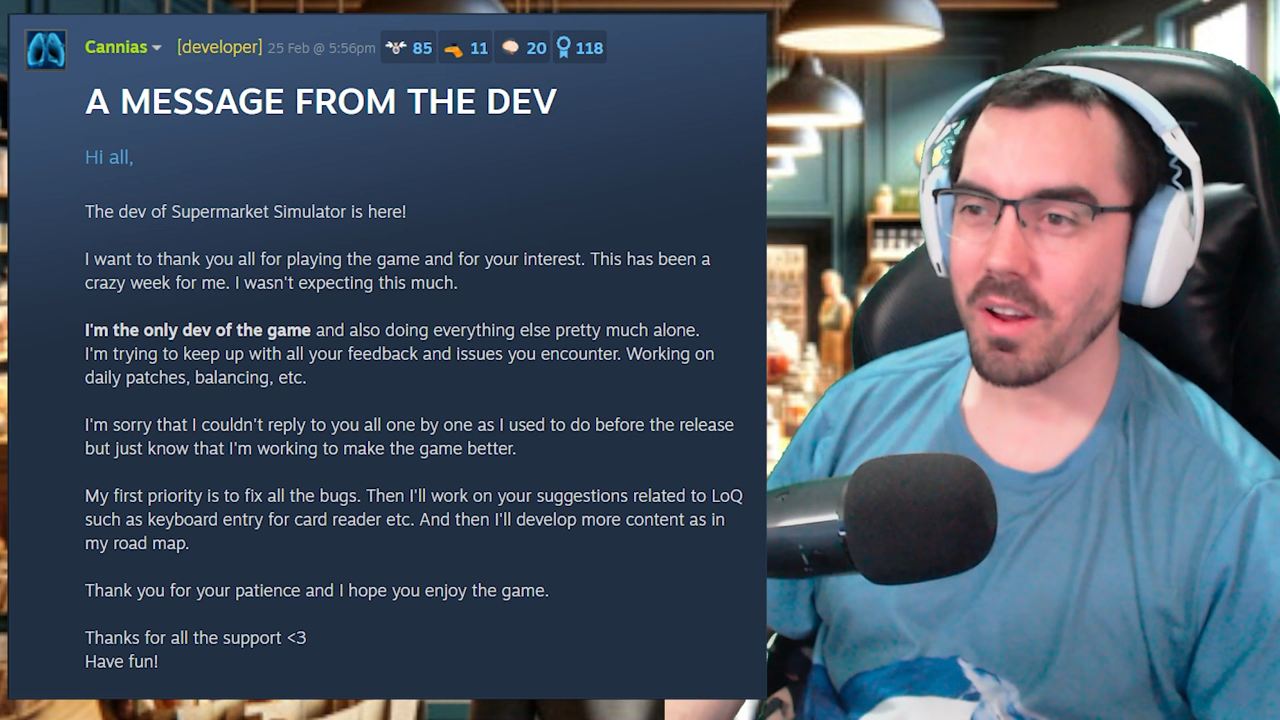 Cannias [developer] 25 Feb @ 5:56pm 85 11 20 118
A MESSAGE FROM THE DEV
Hi all,
The dev of Supermarket Simulator is here!
I want to thank you all for playing the game and for your interest. This has been a
crazy week for me. I wasn't expecting this much.
I'm the only dev of the game and also doing everything else pretty much alone.
I'm trying to keep up with all your feedback and issues you encounter. Working on
daily patches, balancing, etc.
I'm sorry that I couldn't reply to you all one by one as I used to do before the release
but just know that I'm working to make the game better.
My first priority is to fix all the bugs. Then I'll work on your suggestions related to LoQ
such as keyboard entry for card reader etc. And then I'll develop more content as in
my road map.
Thank you for your patience and I hope you enjoy the game.
Thanks for all the support <3
Have fun!